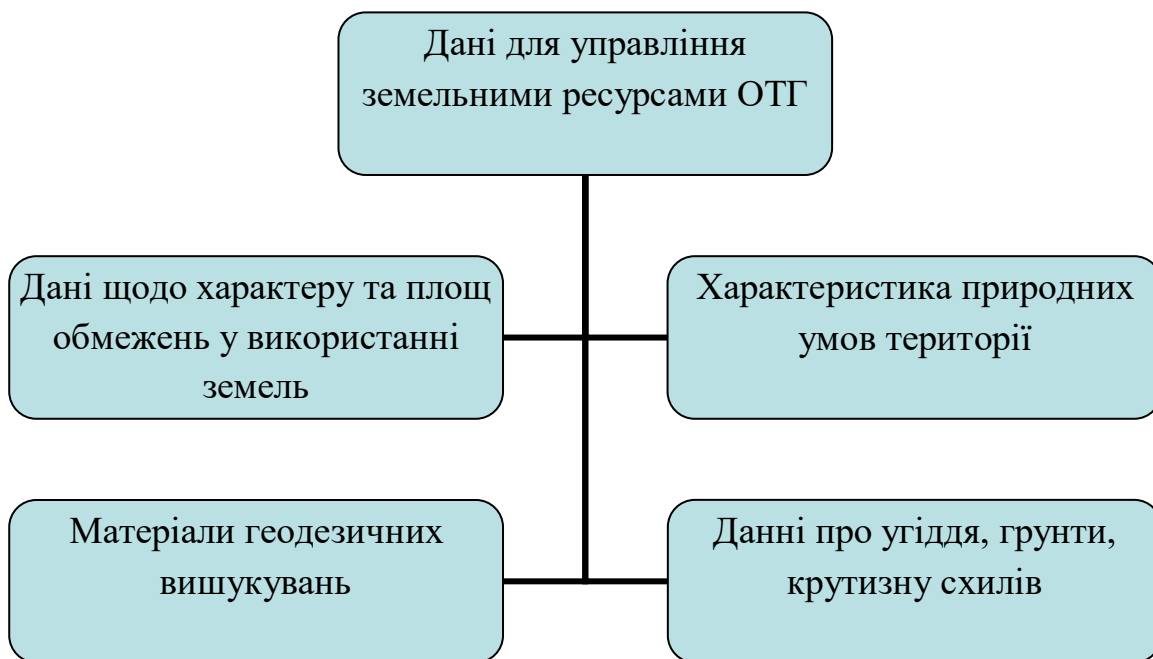 Дані для управління
земельними ресурсами ОТГ
Дані щодо характеру та площ
обмежень у використанні
земель
Характеристика природних
умов території
Матеріали геодезичних
вишукувань
Данні про угіддя, грунти,
крутизну схилів